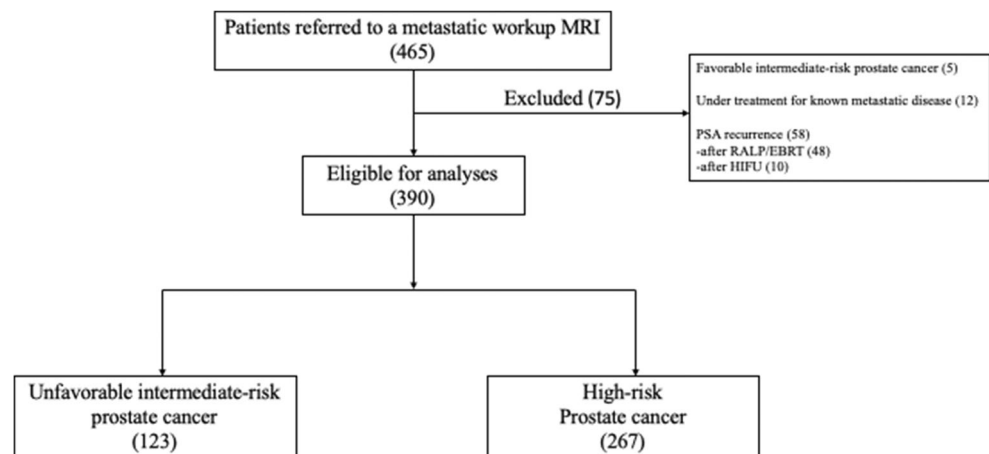 Patients referred to a metastatic workup MRI
(465)
Excluded (75)
Favorable intermediate-risk prostate cancer (5)
Under treatment for known metastatic disease (12)
PSA recurrence (58)
-after RALP/EBRT (48)
-after HIFU (10)
Eligible for analyses
(390)
Unfavorable intermediate-risk
prostate cancer
(123)
High-risk
Prostate cancer
(267)